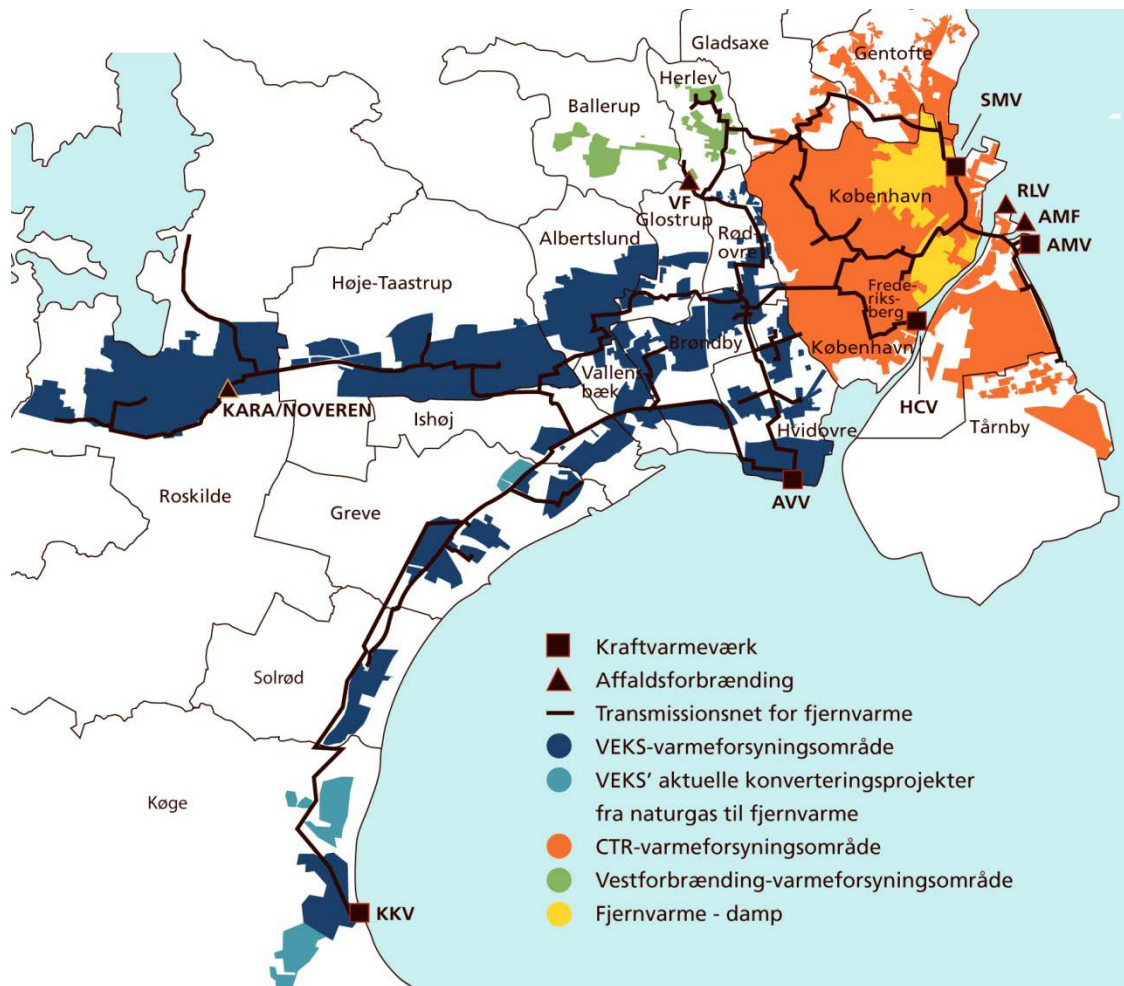 Gladsaxe
Gentofte
Herlev
SMV
Ballerup
København
RLV
VF
AMF
Glostrup
Rød-
ovre
AMV
Albertslund
Høje-Taastrup
Frede-
riks-
berg
Brøndby
København
Vallens
bæk
KARA/NOVEREN
Ishøj
HCV
Hvidovre
Tårnby
Roskilde
AVV
Greve
Solrød
Køge
KKV
Kraftvarmeværk
Affaldsforbrænding
Transmissionsnet for fjernvarme
VEKS-varmeforsyningsområde
VEKS' aktuelle konverteringsprojekter
fra naturgas til fjernvarme
CTR-varmeforsyningsområde
Vestforbrænding-varmeforsyningsområde
Fjernvarme - damp